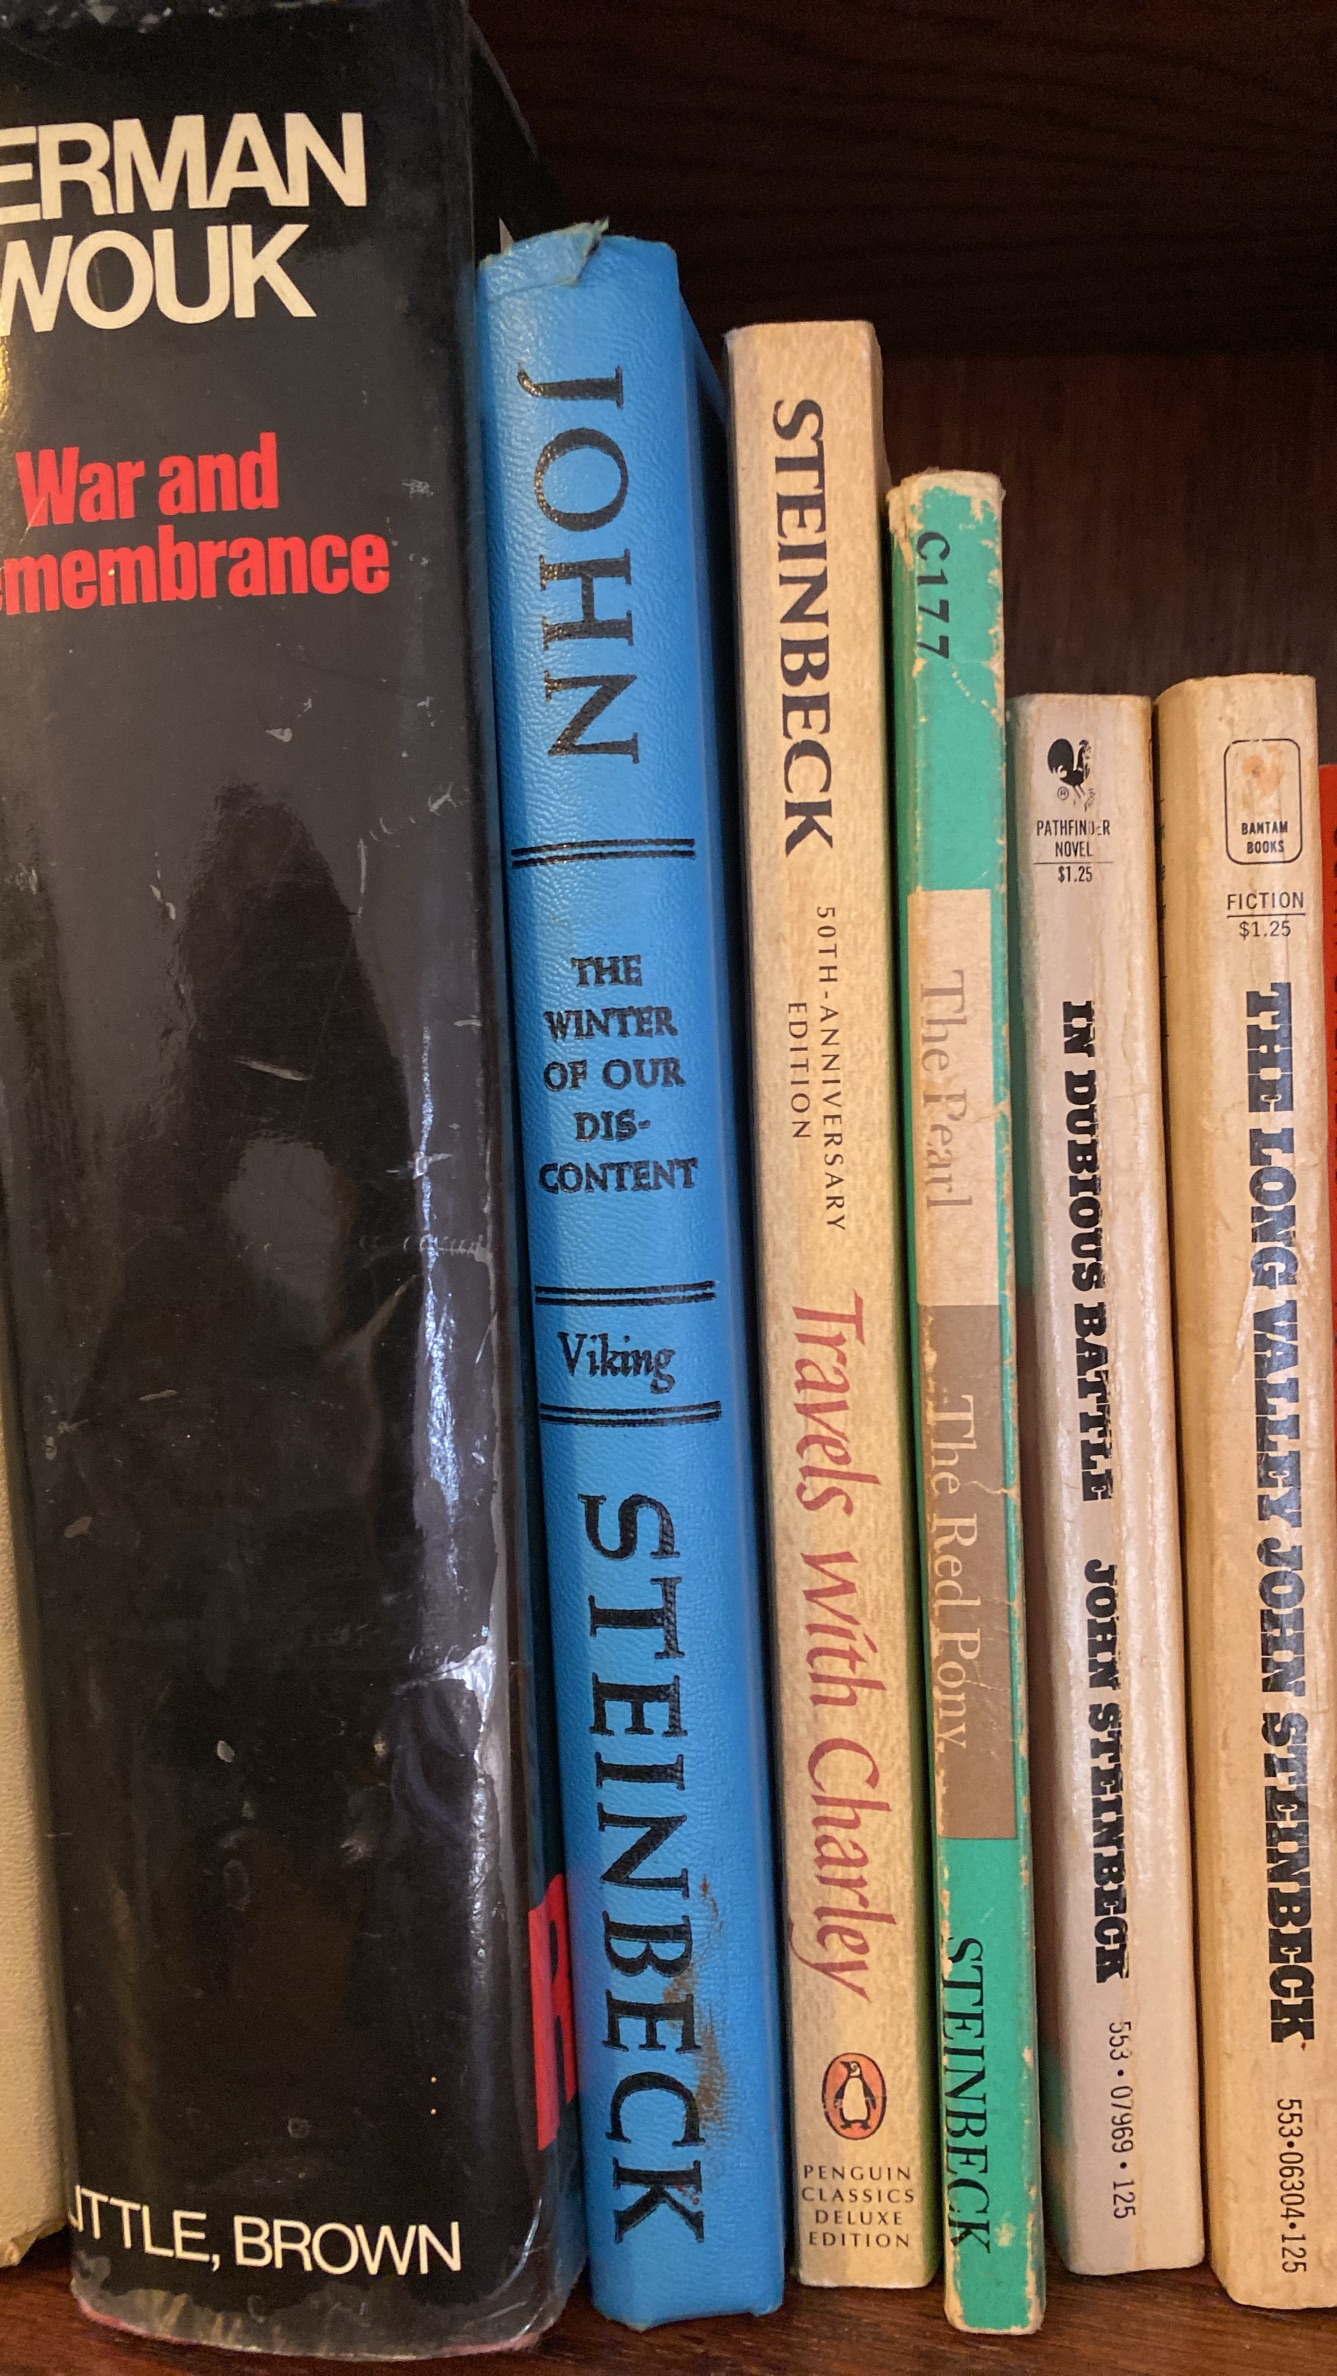 ERMAN
WOUK
War and
membrance
ITTLE, BROWN
JOHN
THE
WINTER
OF OUR
DIS-
CONTENT
Viking
STEINBECK
STEINBECK
50TH-ANNIVERSARY
EDITION
Travels with Charley
PENGUIN
CLASSICS
DELUXE
EDITION
C177
The Pearl
The Red Pony
STEINBECK
PATHFINDER
NOVEL
$1.25
IN DUBIOUS BATTLE JOHN STEINBECK
553•07969•125
BANTAM
BOOKS
FICTION
$1.25
THE LONG VALLEY JOHN STEINBECK
553•06304•125